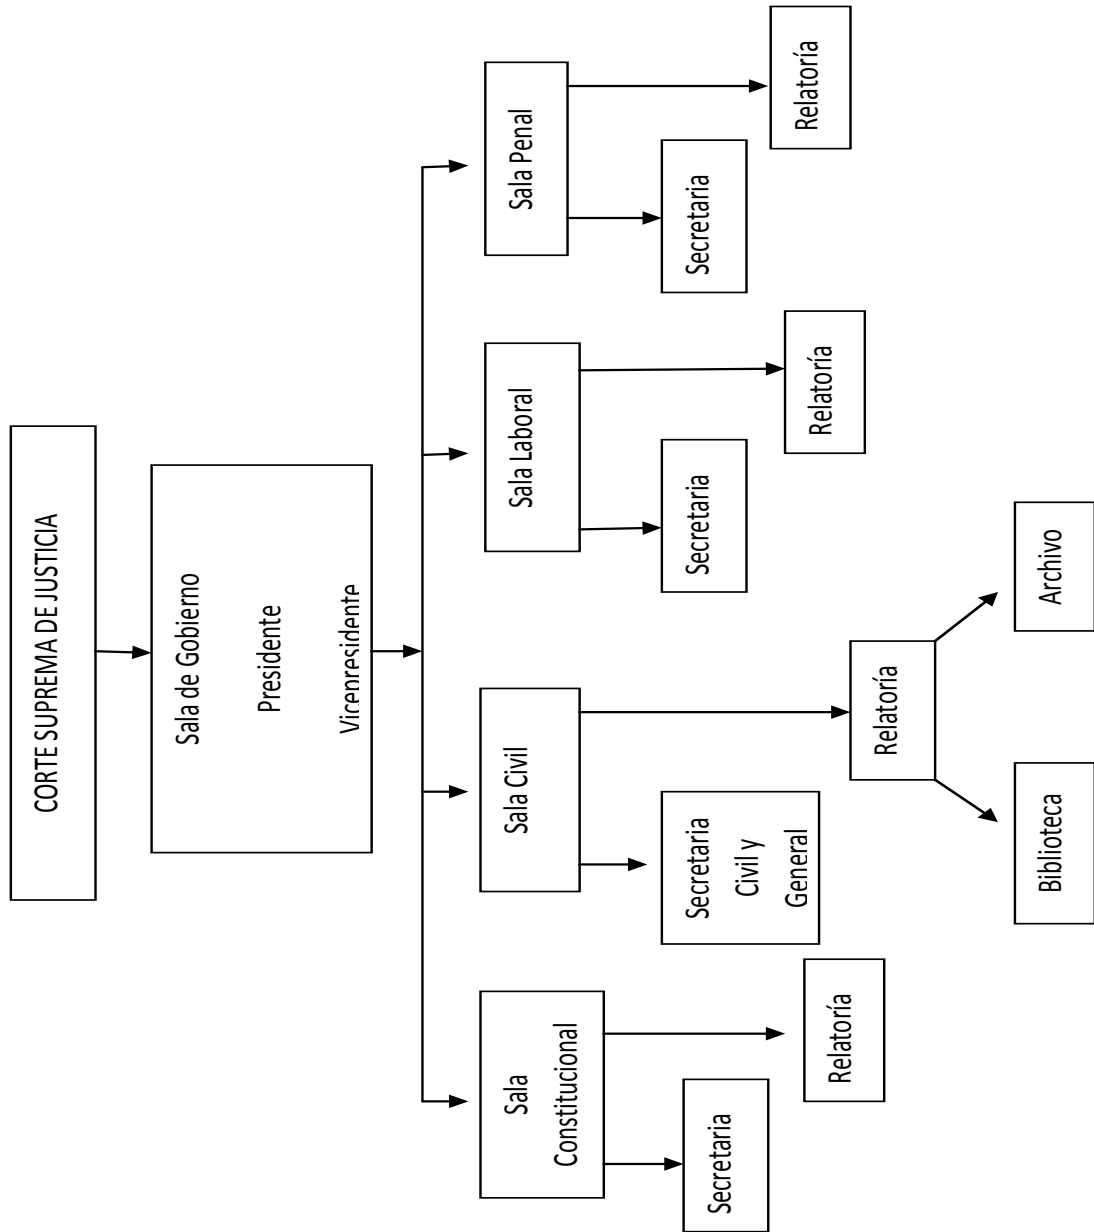 CORTE SUPREMA DE JUSTICIA
Sala de Gobierno
Presidente
Vicepresidente
Sala
Constitucional
Sala Civil
Sala Laboral
Sala Penal
Secretaria
Relatoría
Secretaria
Civil y
General
Relatoría
Secretaria
Relatoría
Secretaria
Relatoría
Biblioteca
Archivo